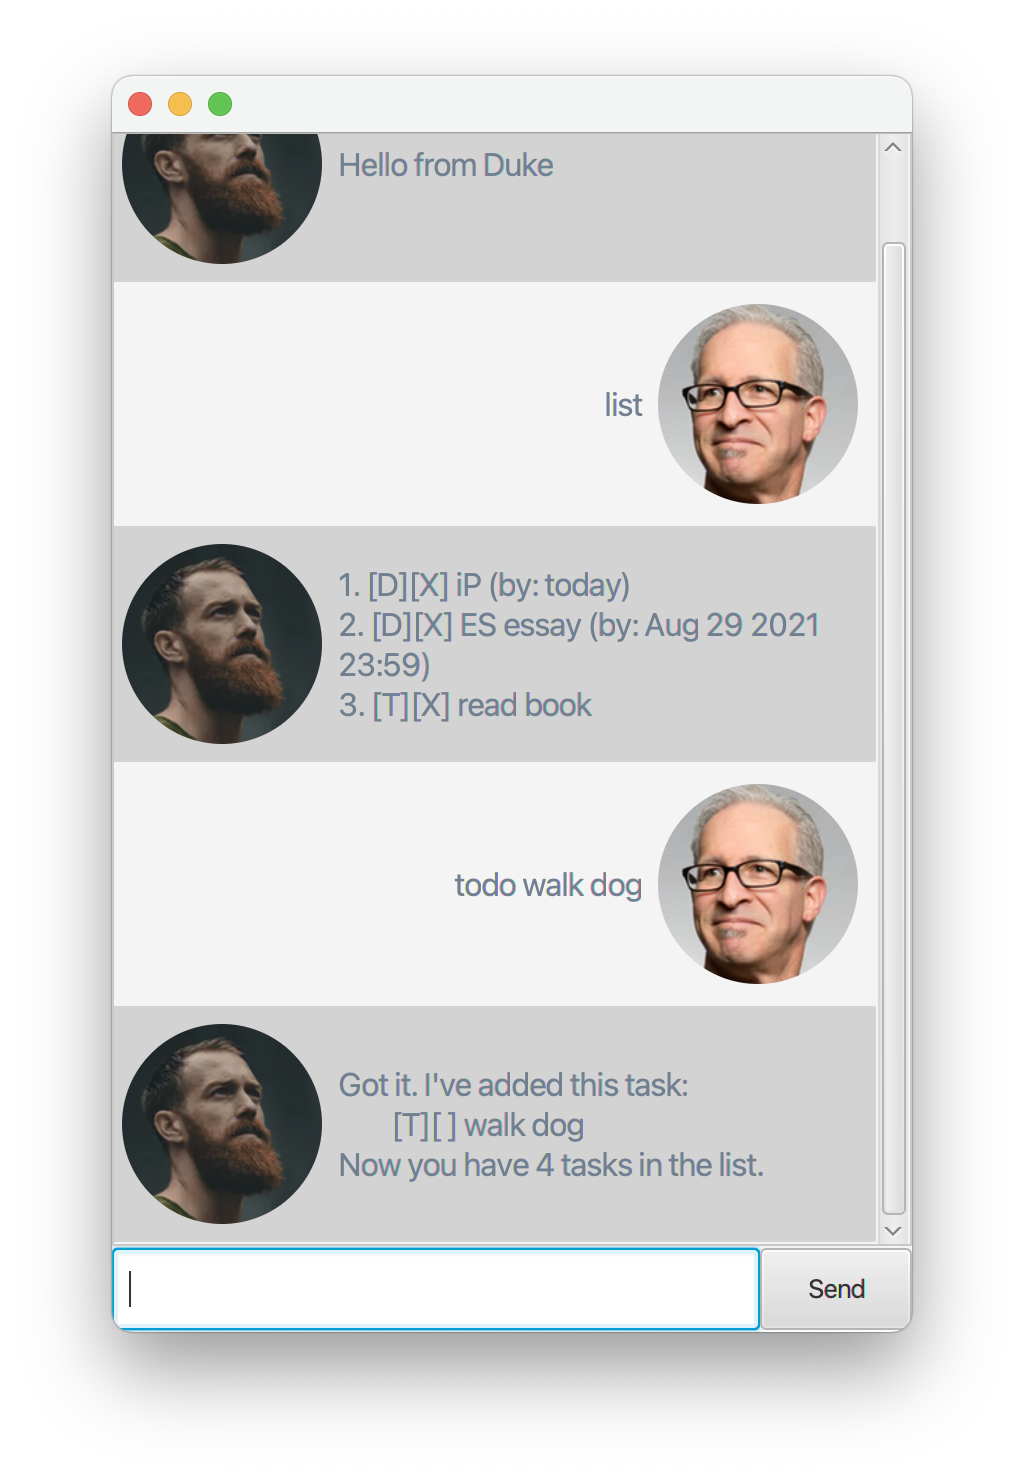 Hello from Duke
list
1. [D][X] iP (by: today)
2. [D][X] ES essay (by: Aug 29 2021
23:59)
3. [T][X] read book
todo walk dog
Got it. I've added this task:
[T][ ] walk dog
Now you have 4 tasks in the list.
Send